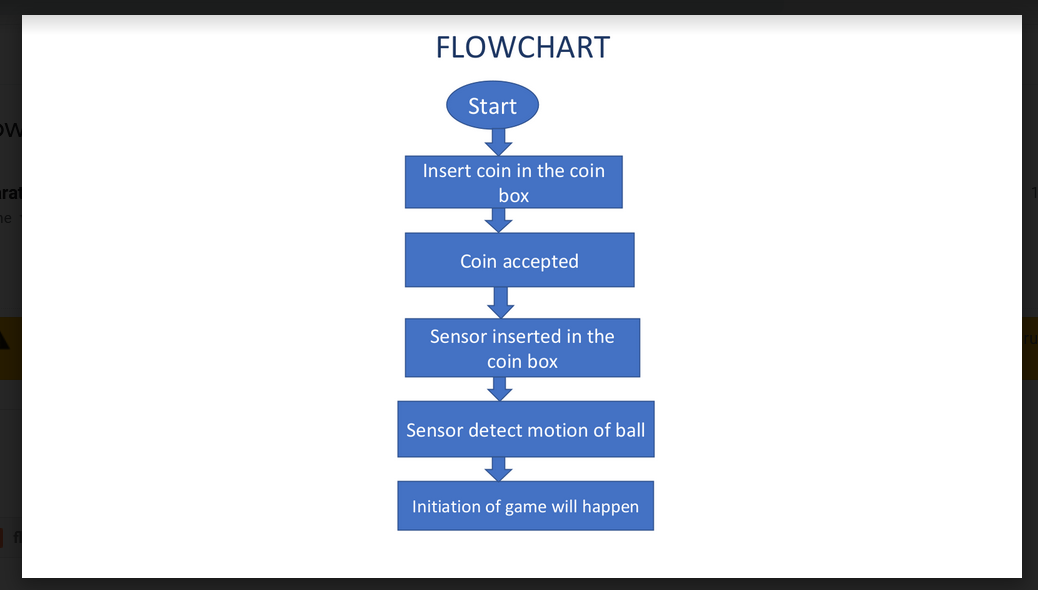 FLOWCHART
Start
Insert coin in the coin
box
Coin accepted
Sensor inserted in the
coin box
Sensor detect motion of ball
Initiation of game will happen